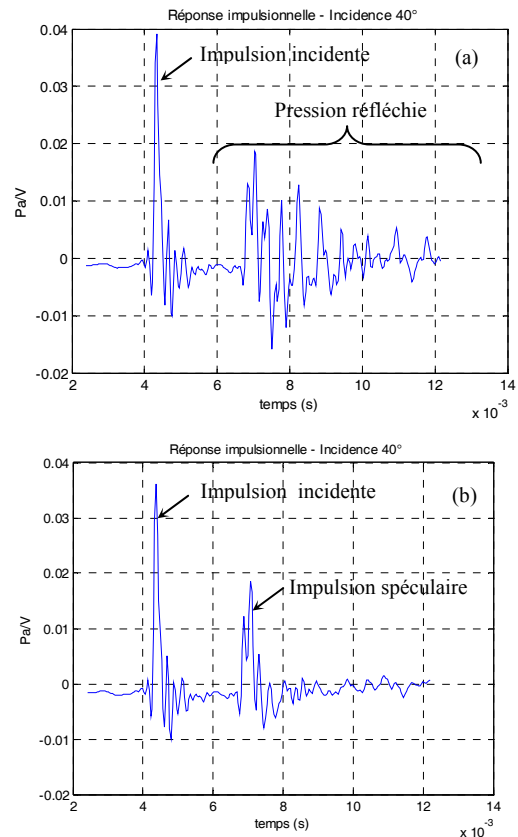 Réponse impulsionnelle - Incidence 40°
0.04
Impulsion incidente
(a)
0.03
Pression réfléchie
0.02
Pa/V
0.01
0
-0.01
-0.02
2 4 6 8 10 12 14
temps (s)
x 10⁻³
Réponse impulsionnelle - Incidence 40°
0.04
Impulsion incidente
(b)
0.03
Impulsion spéculaire
0.02
Pa/V
0.01
0
-0.01
-0.02
2 4 6 8 10 12 14
temps (s)
x 10⁻³